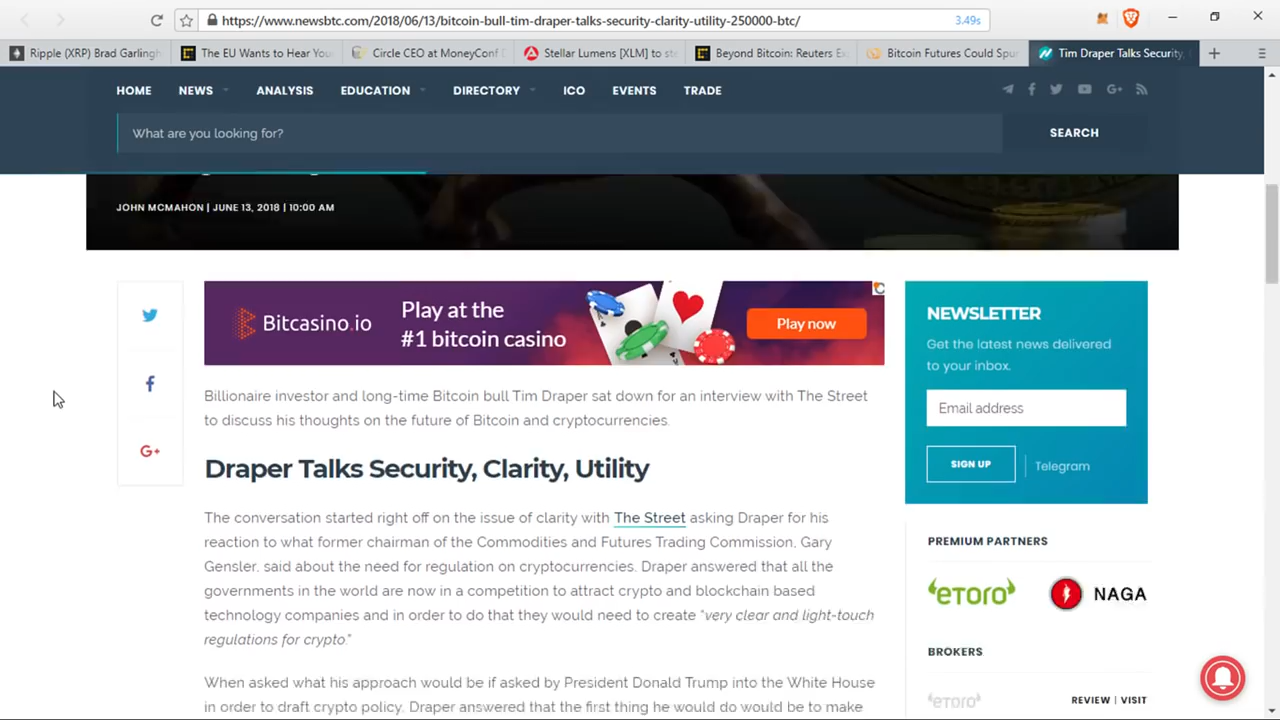 https://www.newsbtc.com/2018/06/13/bitcoin-bull-tim-draper-talks-security-clarity-utility-250000-btc/
3.49s
Ripple (XRP) Brad Garlingh
The EU Wants to Hear You
Circle CEO at MoneyConf
Stellar Lumens [XLM] to st
Beyond Bitcoin: Reuters Ex
Bitcoin Futures Could Spur
Tim Draper Talks Security,
HOME
NEWS
ANALYSIS
EDUCATION
DIRECTORY
ICO
EVENTS
TRADE
What are you looking for?
SEARCH
JOHN MCMAHON | JUNE 13, 2018 | 10:00 AM
Bitcasino.io
Play at the
#1 bitcoin casino
Play now
Billionaire investor and long-time Bitcoin bull Tim Draper sat down for an interview with The Street
to discuss his thoughts on the future of Bitcoin and cryptocurrencies.
Draper Talks Security, Clarity, Utility
The conversation started right off on the issue of clarity with The Street asking Draper for his
reaction to what former chairman of the Commodities and Futures Trading Commission, Gary
Gensler, said about the need for regulation on cryptocurrencies. Draper answered that all the
governments in the world are now in a competition to attract crypto and blockchain based
technology companies and in order to do that they would need to create “very clear and light-touch
regulations for crypto.”
When asked what his approach would be if asked by President Donald Trump into the White House
in order to draft crypto policy, Draper answered that the first thing he would do would be to make
NEWSLETTER
Get the latest news delivered
to your inbox.
Email address
SIGN UP
Telegram
PREMIUM PARTNERS
eToro
NAGA
BROKERS
eToro
REVIEW | VISIT